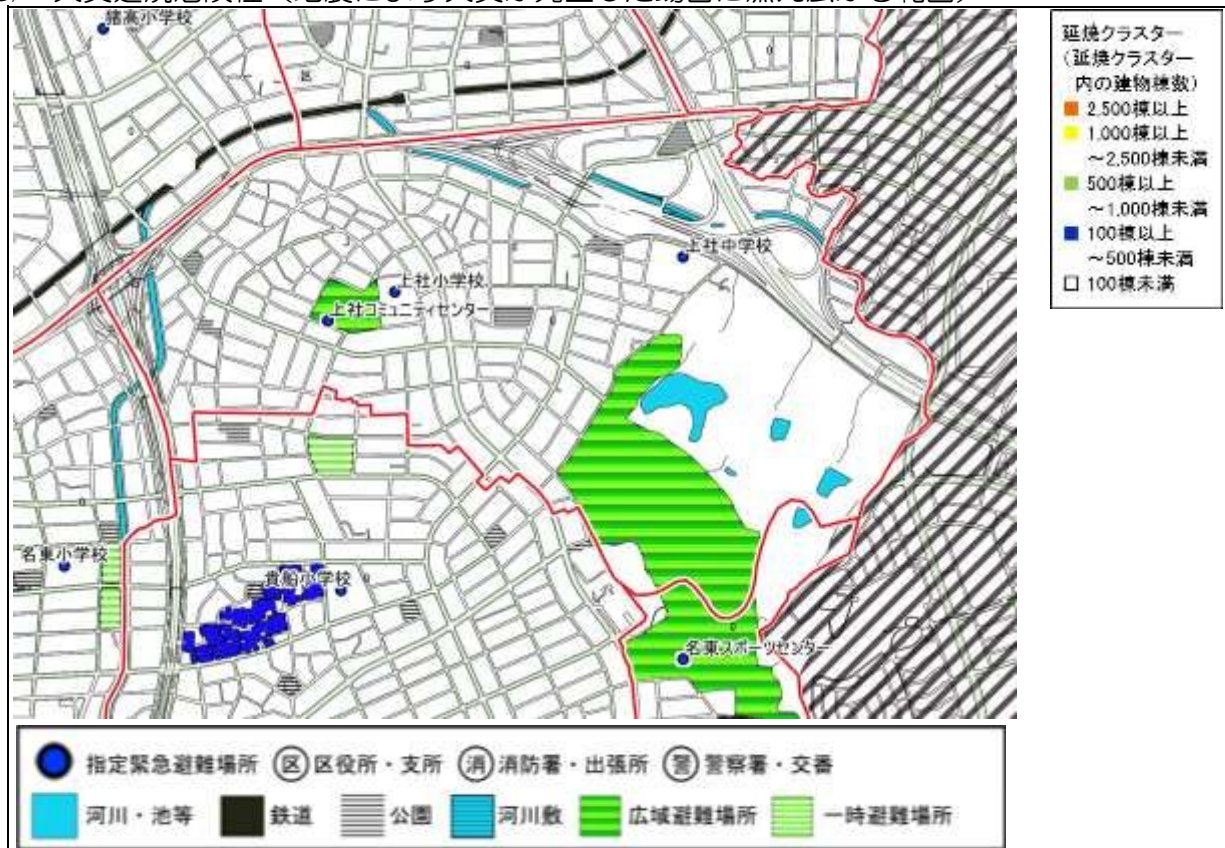 猪高小学校
延焼クラスター
(延焼クラスター
内の建物棟数)
2,500棟以上
1,000棟以上
～2,500棟未満
500棟以上
～1,000棟未満
100棟以上
～500棟未満
100棟未満
区
上社中学校
上社小学校
上社コミュニティセンター
名東小学校
貴船小学校
名東スポーツセンター
指定緊急避難場所 区 区役所・支所 消 消防署・出張所 警 警察署・交番
河川・池等 鉄道 公園 河川敷 広域避難場所 一時避難場所